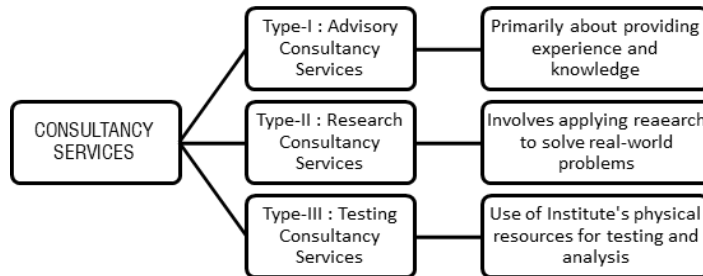 CONSULTANCY
SERVICES
Type-I : Advisory
Consultancy
Services
Primarily about providing
experience and
knowledge
Type-II : Research
Consultancy
Services
Involves applying reaearch
to solve real-world
problems
Type-III : Testing
Consultancy
Services
Use of Institute's physical
resources for testing and
analysis